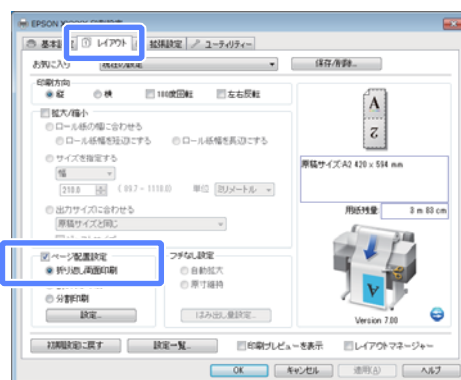 EPSON
基本 レイアウト 拡張設定 ユーティリティー
お気に入り 現在の設定 保存/削除...
印刷方向
縦 横 180度回転 左右反転
拡大/縮小
ロール紙の幅に合わせる
ロール紙幅を短辺にする ロール紙幅を長辺にする
サイズを指定する
幅
210.0 ( 89.7 - 1118.0) 単位 ミリメートル
出力サイズに合わせる
原稿サイズと同じ
A
2
原稿サイズ:A2 420 x 594 mm
用紙残量 3 m 83 cm
ページ配置設定
折り返し両面印刷
分割印刷
設定...
フチなし設定
自動拡大
原寸維持
はみ出し量設定...
Version 7.00
初期設定に戻す 設定一覧... 印刷プレビューを表示 レイアウトマネージャー
OK キャンセル 適用(A) ヘルプ